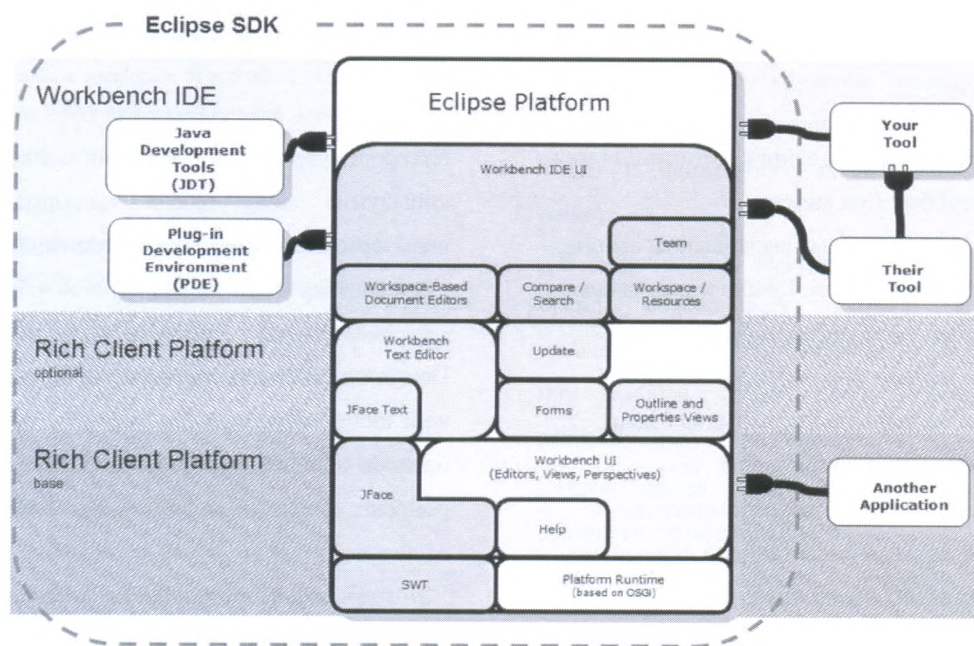 Eclipse SDK
Workbench IDE
Java
Development
Tools
(JDT)
Plug-in
Development
Environment
(PDE)
Eclipse Platform
Workbench IDE UI
Team
Workspace-Based
Document Editors
Compare /
Search
Workspace /
Resources
Your
Tool
Their
Tool
Rich Client Platform
optional
Workbench
Text Editor
Update
JFace Text
Forms
Outline and
Properties Views
Rich Client Platform
base
Workbench UI
(Editors, Views, Perspectives)
JFace
Help
SWT
Platform Runtime
(based on OSGi)
Another
Application